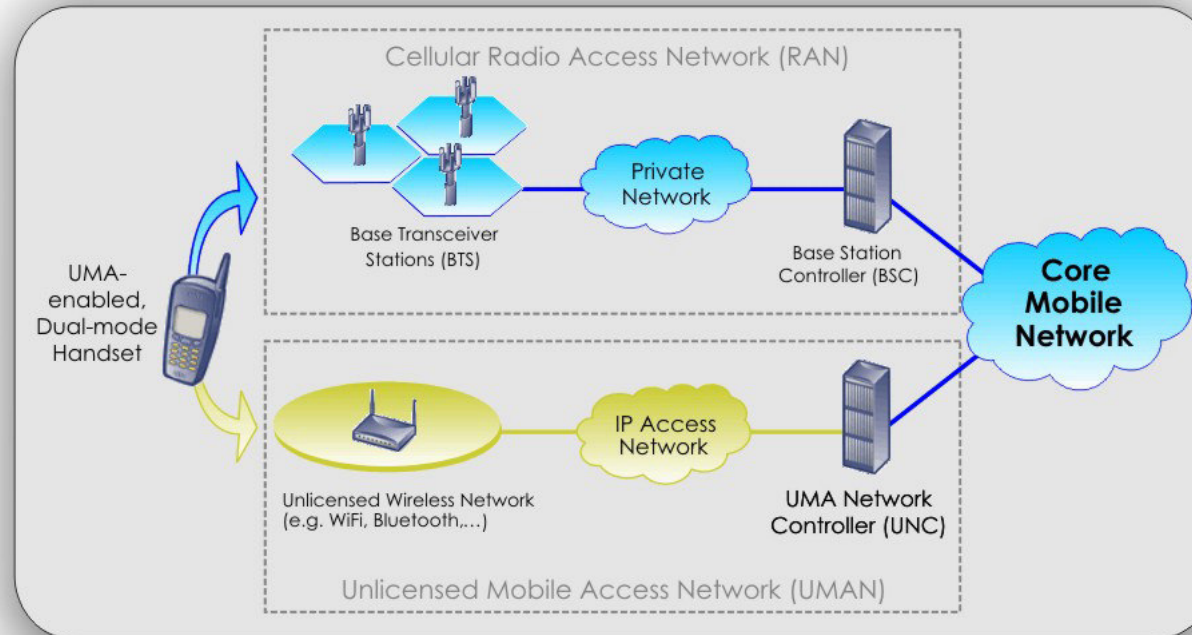 Cellular Radio Access Network (RAN)
Private
Network
Base Transceiver
Stations (BTS)
Base Station
Controller (BSC)
UMA-
enabled,
Dual-mode
Handset
Core
Mobile
Network
IP Access
Network
Unlicensed Wireless Network
(e.g. WiFi, Bluetooth,…)
UMA Network
Controller (UNC)
Unlicensed Mobile Access Network (UMAN)